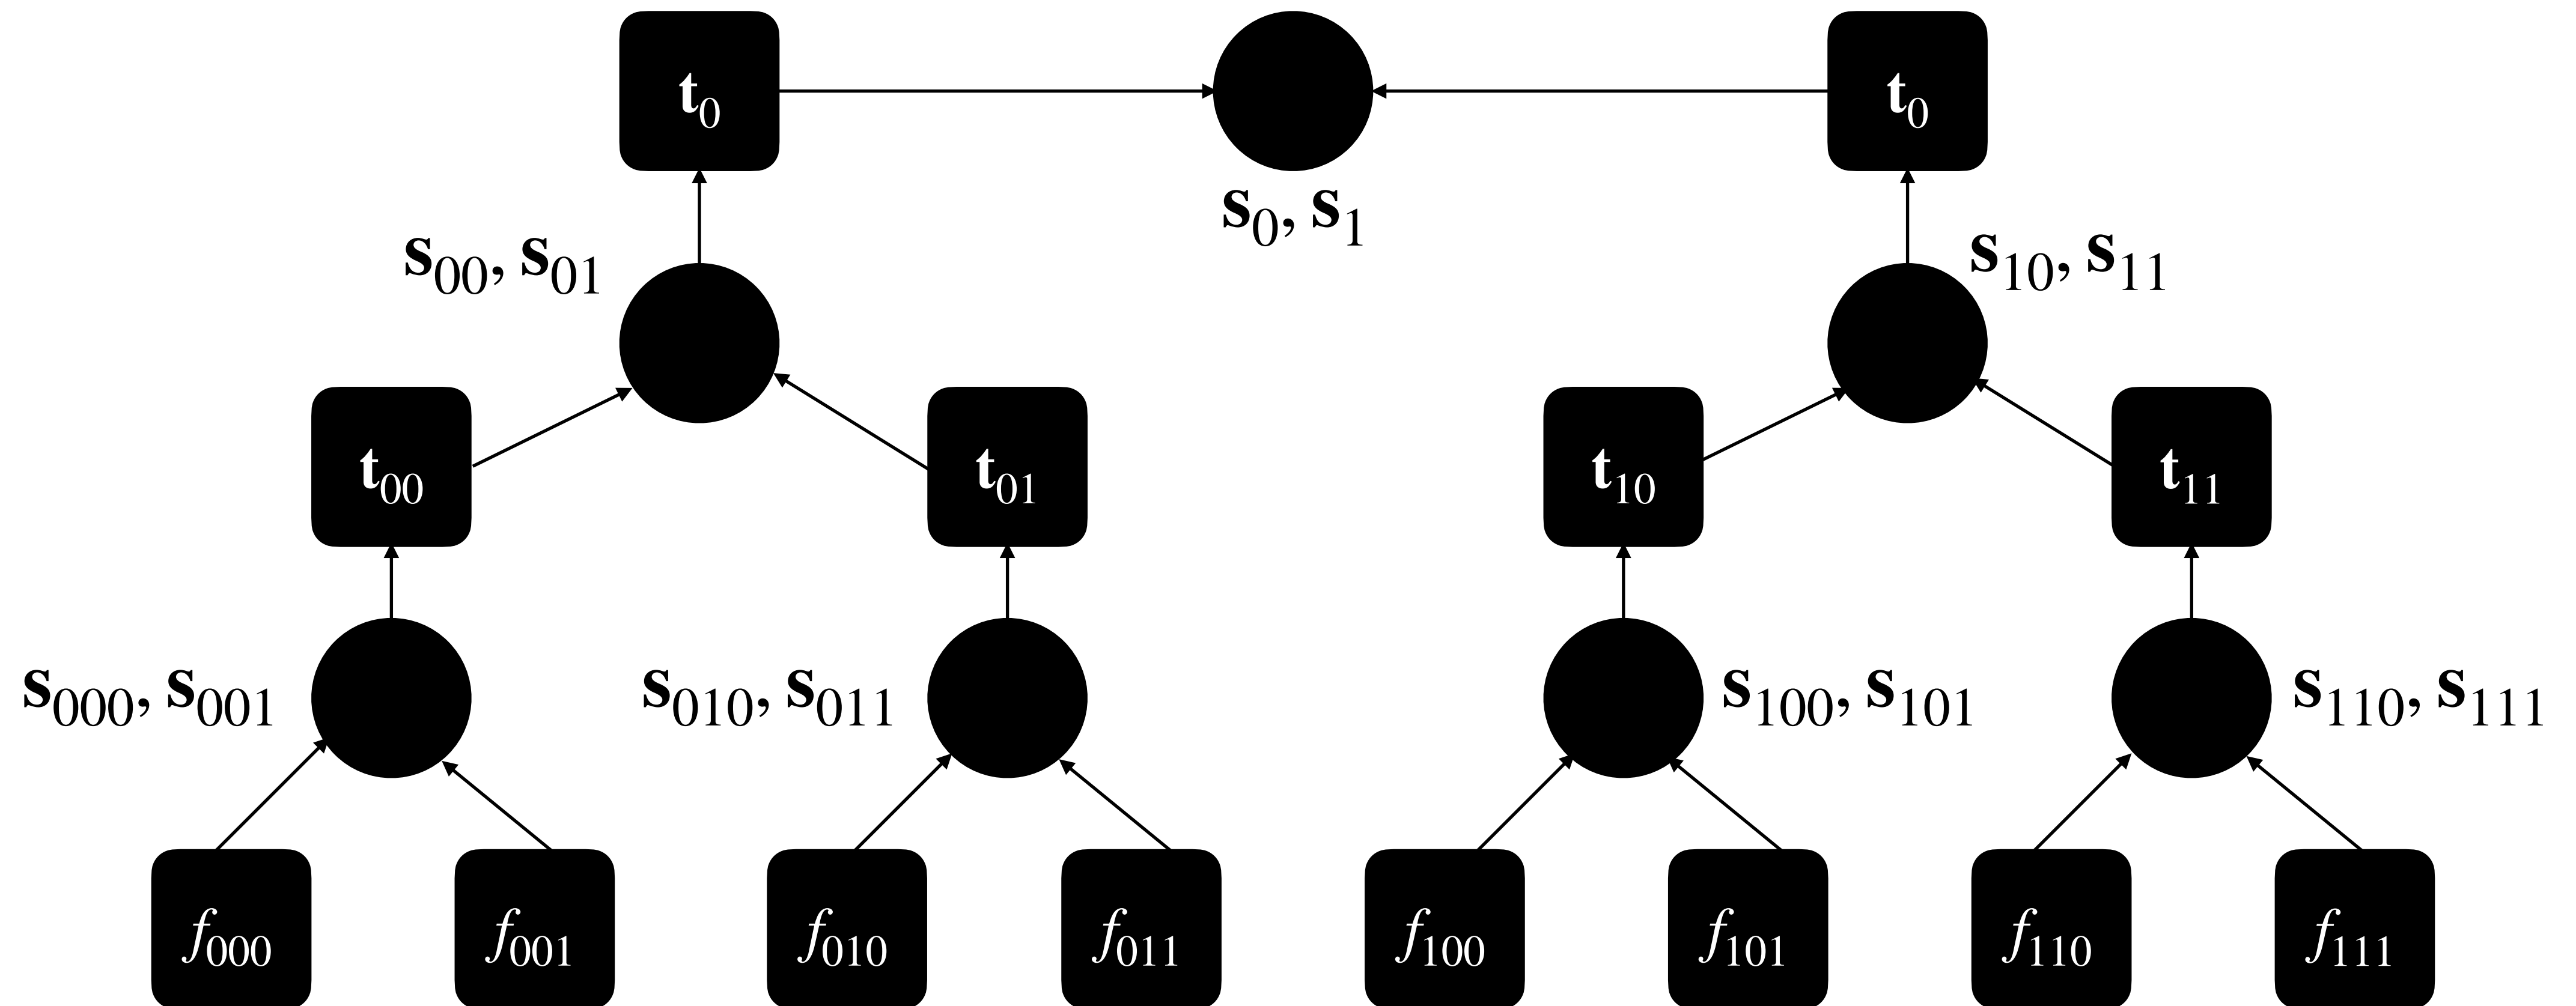 t₀ t₀
s₀, s₁
s₀₀, s₀₁ s₁₀, s₁₁
t₀₀ t₀₁ t₁₀ t₁₁
s₀₀₀, s₀₀₁ s₀₁₀, s₀₁₁ s₁₀₀, s₁₀₁ s₁₁₀, s₁₁₁
f₀₀₀ f₀₀₁ f₀₁₀ f₀₁₁ f₁₀₀ f₁₀₁ f₁₁₀ f₁₁₁